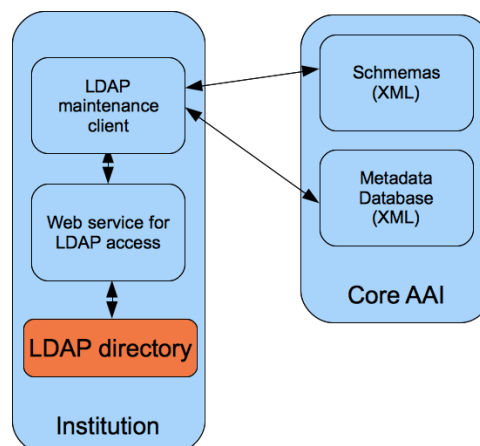 LDAP
maintenance
client
Web service for
LDAP access
LDAP directory
Institution
Schmemas
(XML)
Metadata
Database
(XML)
Core AAI